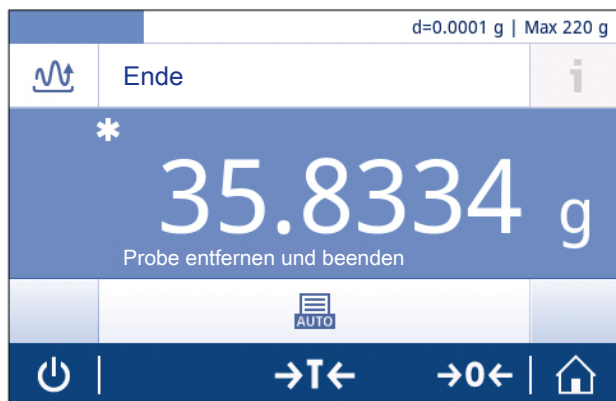 d=0.0001 g | Max 220 g
Ende
i
* 35.8334 g
Probe entfernen und beenden
AUTO
→T← →0←